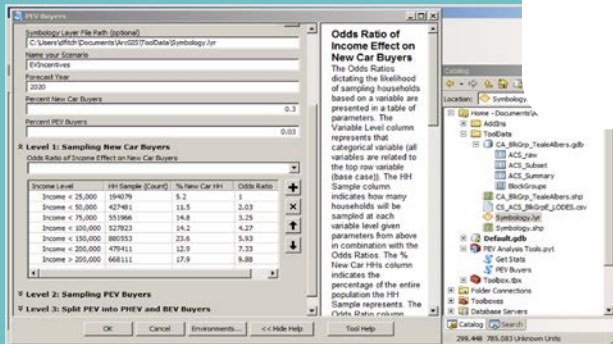 PEV Buyers
Symbology Layer File Path (optional)
C:\Users\dfitch\Documents\ArcGIS\ToolData\Symbology.lyr
Name your Scenario
EVIncentives
Forecast Year
2020
Percent New Car Buyers
0.3
Percent PEV Buyers
0.03
Level 1: Sampling New Car Buyers
Odds Ratio of Income Effect on New Car Buyers
Income Level HH Sample (Count) % New Car HH Odds Ratio
Income < 25,000 194079 5.2 1
Income < 50,000 427481 11.5 2.03
Income < 75,000 551966 14.8 3.25
Income < 100,000 527823 14.2 4.27
Income < 150,000 880553 23.6 5.93
Income < 200,000 479411 12.9 7.33
Income > 200,000 668111 17.9 9.88
Level 2: Sampling PEV Buyers
Level 3: Split PEV into PHEV and BEV Buyers
OK Cancel Environments... << Hide Help Tool Help
Odds Ratio of
Income Effect on
New Car Buyers
The Odds Ratios
dictating the likelihood
of sampling households
based on a variable are
presented in a table of
parameters. The
Variable Level column
represents that
categorical variable (all
variables are related to
the top row variable
(base case)). The HH
Sample column
indicates how many
households will be
sampled at each
variable level given
parameters from above
in combination with the
Odds Ratios. The %
New Car HHs column
indicates the
percentage of the entire
population the HH
Sample represents. The
Odds Ratio column
Catalog
Location: Symbology.
Home - Documents\A
AddIns
ToolData
CA_BlkGrp_TealeAlbers.gdb
ACS_raw
ACS_Subset
ACS_Summary
BlockGroups
CA_BlkGrp_TealeAlbers.shp
CS_ACS_BlkGrpE_LODES.csv
Symbology.lyr
Symbology.shp
Default.gdb
PEV Analysis Tools.pyt
Get Stats
PEV Buyers
Toolbox.tbx
Folder Connections
Toolboxes
Database Servers
Catalog Search
299.448 785.083 Unknown Units